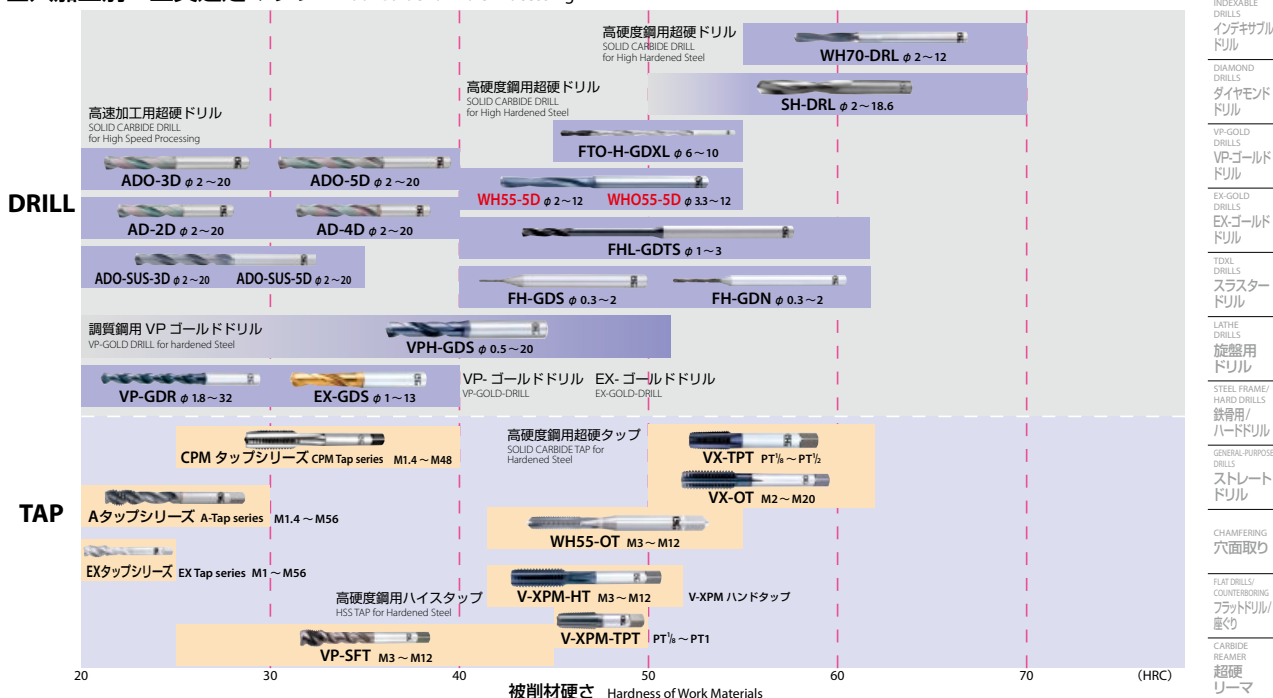 高硬度鋼用超硬ドリル
SOLID CARBIDE DRILL
for High Hardened Steel
WH70-DRL φ 2～12
高硬度鋼用超硬ドリル
SOLID CARBIDE DRILL
for High Hardened Steel
SH-DRL φ 2～18.6
高速加工用超硬ドリル
SOLID CARBIDE DRILL
for High Speed Processing
FTO-H-GDXL φ 6～10
ADO-3D φ 2～20 ADO-5D φ 2～20
WH55-5D φ 2～12 WHO55-5D φ 3.3～12
DRILL
AD-2D φ 2～20 AD-4D φ 2～20
FHL-GDTS φ 1～3
ADO-SUS-3D φ 2～20 ADO-SUS-5D φ 2～20
FH-GDS φ 0.3～2 FH-GDN φ 0.3～2
調質鋼用 VP ゴールドドリル
VP-GOLD DRILL for hardened Steel
VPH-GDS φ 0.5～20
VP-GDR φ 1.8～32 EX-GDS φ 1～13
VP- ゴールドドリル EX- ゴールドドリル
VP-GOLD-DRILL EX-GOLD-DRILL
高硬度鋼用超硬タップ
SOLID CARBIDE TAP for
Hardened Steel
CPM タップシリーズ CPM Tap series M1.4～M48
VX-TPT PT⅛～PT½
VX-OT M2～M20
TAP
Aタップシリーズ A-Tap series M1.4～M56
WH55-OT M3～M12
EXタップシリーズ EX Tap series M1～M56
高硬度鋼用ハイスタップ
HSS TAP for Hardened Steel
V-XPM-HT M3～M12 V-XPM ハンドタップ
V-XPM-TPT PT⅛～PT1
VP-SFT M3～M12
20 30 40 50 60 70 (HRC)
被削材硬さ Hardness of Work Materials
INDEXABLE
DRILLS
インデキサブル
ドリル
DIAMOND
DRILLS
ダイヤモンド
ドリル
VP-GOLD
DRILLS
VP-ゴールド
ドリル
EX-GOLD
DRILLS
EX-ゴールド
ドリル
TDXL
DRILLS
スラスター
ドリル
LATHE
DRILLS
旋盤用
ドリル
STEEL FRAME/
HARD DRILLS
鉄骨用/
ハードドリル
GENERAL-PURPOSE
DRILLS
ストレート
ドリル
CHAMFERING
穴面取り
FLAT DRILLS/
COUNTERBORING
フラットドリル/
座ぐり
CARBIDE
REAMER
超硬
リーマ